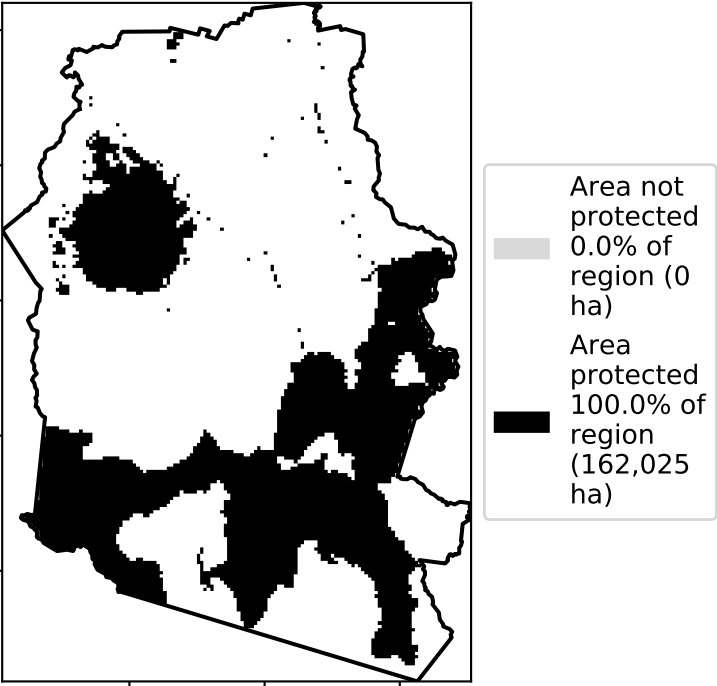 Area not
protected
0.0% of
region (0
ha)
Area
protected
100.0% of
region
(162,025
ha)